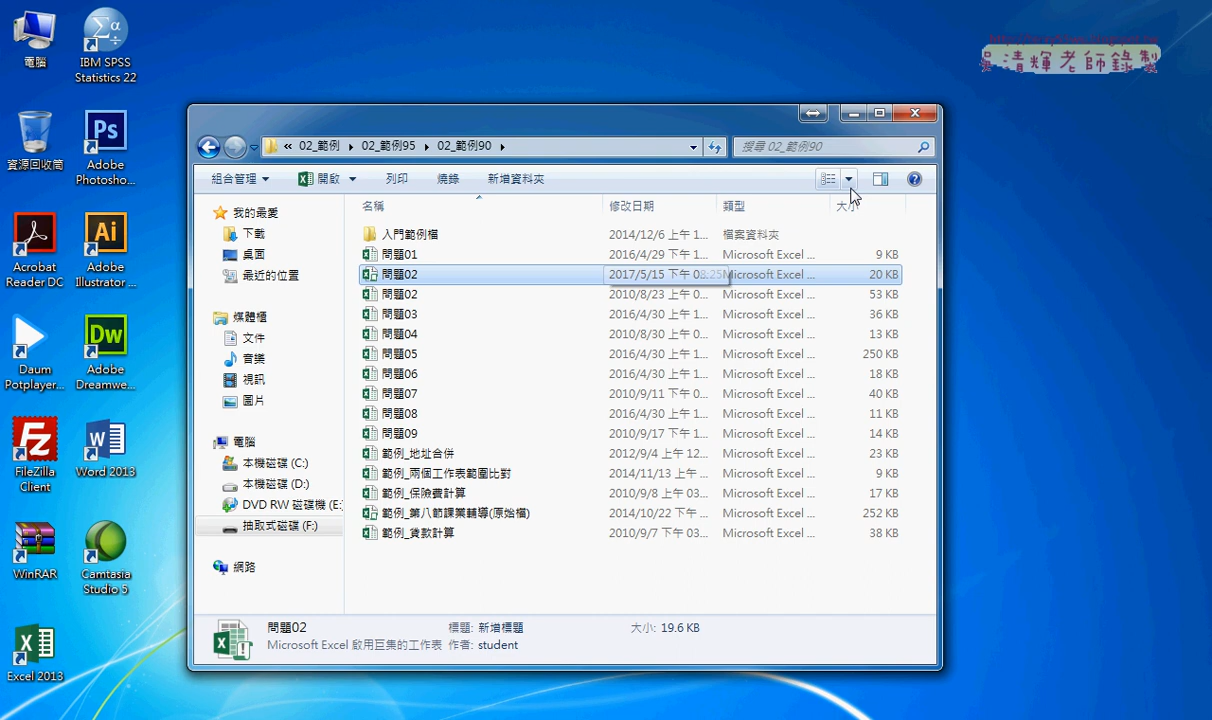 電腦
IBM SPSS
Statistics 22
資源回收筒
Ps
Adobe
Photosho...
Acrobat
Reader DC
Ai
Adobe
Illustrator ...
Daum
Potplayer...
Dw
Adobe
Dreamwe...
FileZilla
Client
Word 2013
WinRAR
Camtasia
Studio 5
Excel 2013
吳清輝老師錄製
« 02_範例 ▸ 02_範例95 ▸ 02_範例90 ▸
搜尋 02_範例90
組合管理 開啟 列印 燒錄 新增資料夾
我的最愛
下載
桌面
最近的位置
媒體櫃
文件
音樂
視訊
圖片
電腦
本機磁碟 (C:)
本機磁碟 (D:)
DVD RW 磁碟機 (E:
抽取式磁碟 (F:)
網路
名稱 修改日期 類型 大小
入門範例檔 2014/12/6 上午 1... 檔案資料夾
問題01 2016/4/29 下午 1... Microsoft Excel ... 9 KB
問題02 2017/5/15 下午 08:25 Microsoft Excel ... 20 KB
問題02 2010/8/23 上午 0... Microsoft Excel ... 53 KB
問題03 2016/4/30 上午 1... Microsoft Excel ... 36 KB
問題04 2010/8/30 上午 0... Microsoft Excel ... 13 KB
問題05 2016/4/30 上午 1... Microsoft Excel ... 250 KB
問題06 2016/4/30 上午 1... Microsoft Excel ... 18 KB
問題07 2010/9/11 下午 0... Microsoft Excel ... 40 KB
問題08 2016/4/30 上午 1... Microsoft Excel ... 11 KB
問題09 2010/9/17 下午 1... Microsoft Excel ... 14 KB
範例_地址合併 2012/9/4 上午 12... Microsoft Excel ... 23 KB
範例_兩個工作表範圍比對 2014/11/13 上午 ... Microsoft Excel ... 9 KB
範例_保險費計算 2010/9/8 上午 03... Microsoft Excel ... 17 KB
範例_第八節課業輔導(原始檔) 2014/10/22 下午 ... Microsoft Excel ... 252 KB
範例_貸款計算 2010/9/7 下午 03... Microsoft Excel ... 38 KB
問題02 標題: 新增標題 大小: 19.6 KB
Microsoft Excel 啟用巨集的工作表 作者: student